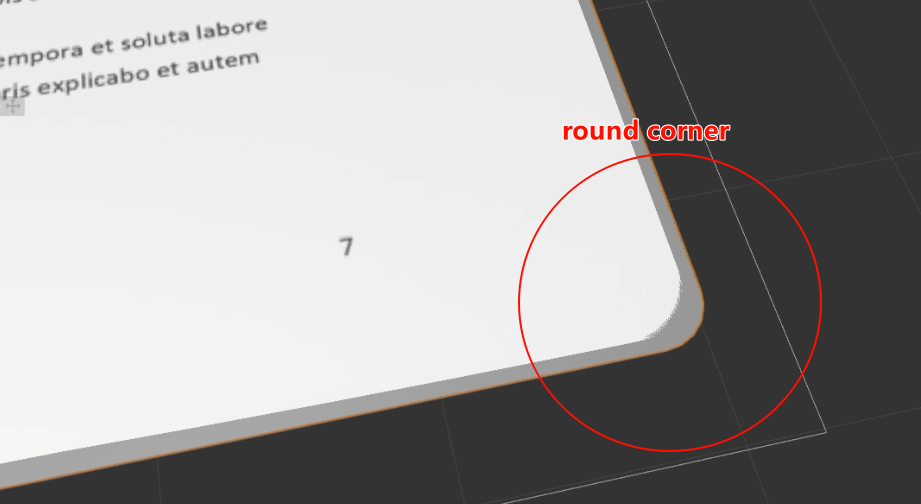 empora et soluta labore
ris explicabo et autem
round corner
7